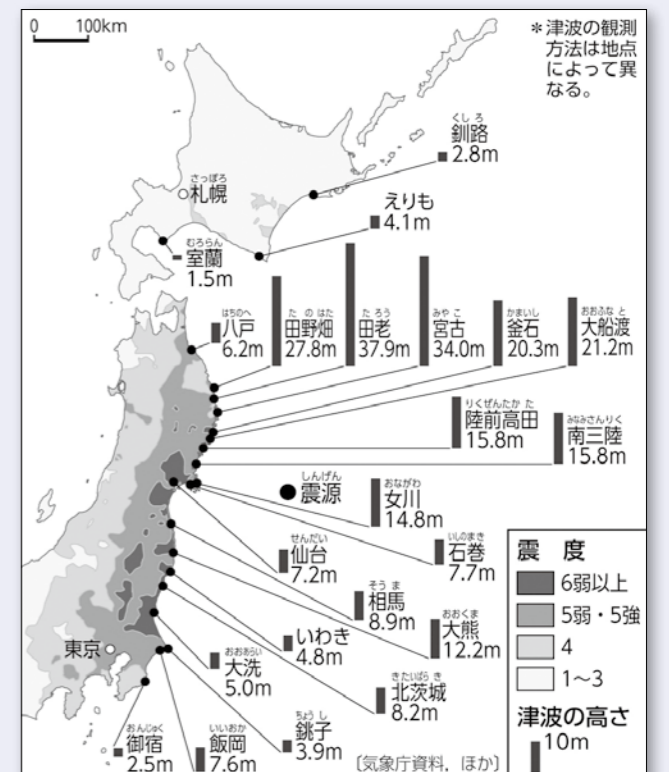 0 100km
*津波の観測
方法は地点
によって異
なる。
くしろ
釧路
2.8m
さっぽろ
札幌
えりも
4.1m
むろらん
室蘭
1.5m
はちのへ
八戸
6.2m
たのはた
田野畑
27.8m
たろう
田老
37.9m
みやこ
宮古
34.0m
かまいし
釜石
20.3m
おおふなと
大船渡
21.2m
りくぜんたかた
陸前高田
15.8m
みなみさんりく
南三陸
15.8m
しんげん
震源
おながわ
女川
14.8m
いしのまき
石巻
7.7m
せんだい
仙台
7.2m
そうま
相馬
8.9m
おおくま
大熊
12.2m
いわき
4.8m
東京
おおあらい
大洗
5.0m
きたいばらき
北茨城
8.2m
ちょうし
銚子
3.9m
おんじゅく
御宿
2.5m
いいおか
飯岡
7.6m
震度
6弱以上
5弱・5強
4
1〜3
津波の高さ
10m
〔気象庁資料,ほか〕